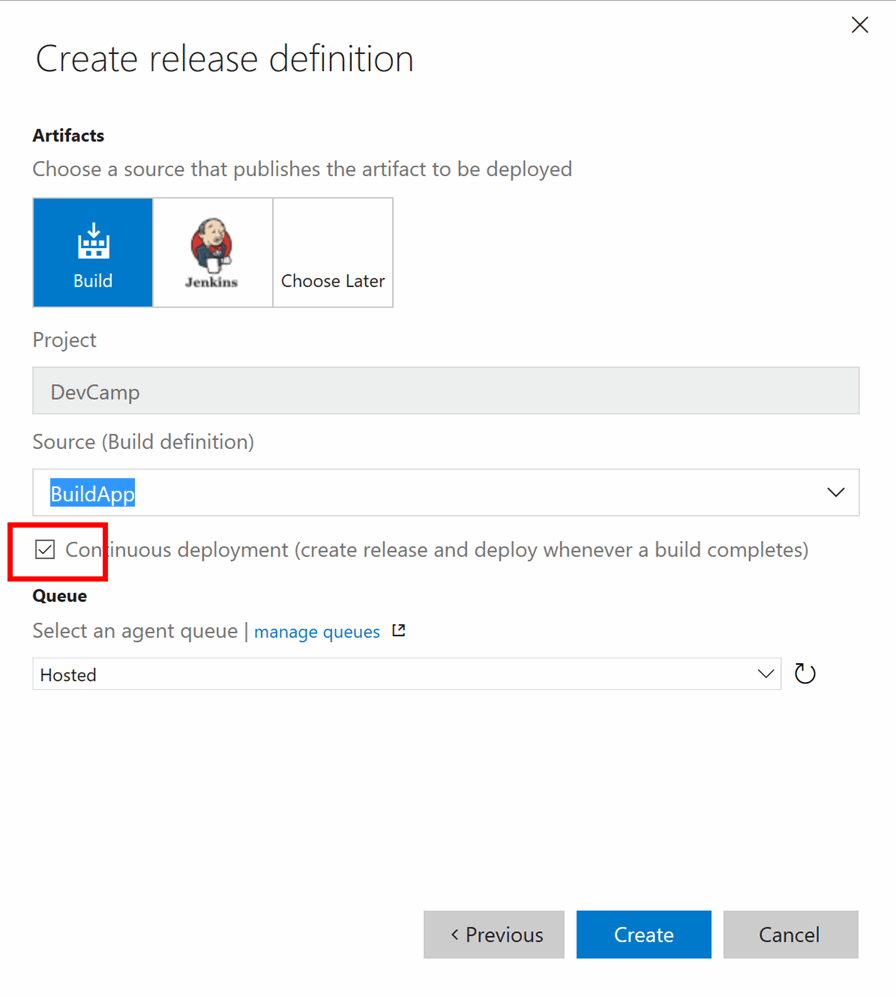 Create release definition
Artifacts
Choose a source that publishes the artifact to be deployed
Build
Jenkins
Choose Later
Project
DevCamp
Source (Build definition)
BuildApp
Continuous deployment (create release and deploy whenever a build completes)
Queue
Select an agent queue | manage queues
Hosted
Previous
Create
Cancel